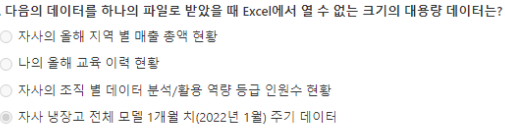 다음의 데이터를 하나의 파일로 받았을 때 Excel에서 열 수 없는 크기의 대용량 데이터는?
자사의 올해 지역 별 매출 총액 현황
나의 올해 교육 이력 현황
자사의 조직 별 데이터 분석/활용 역량 등급 인원수 현황
자사 냉장고 전체 모델 1개월 치(2022년 1월) 주기 데이터